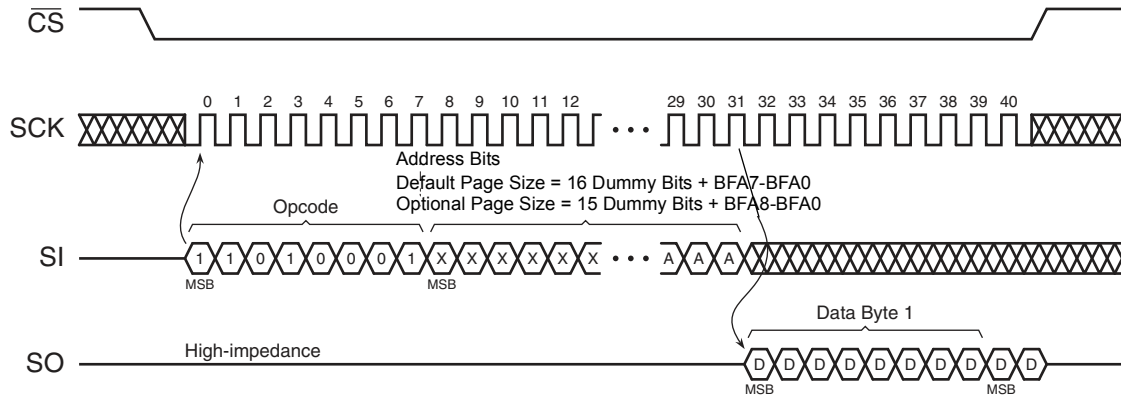 CS
SCK
0 1 2 3 4 5 6 7 8 9 10 11 12 29 30 31 32 33 34 35 36 37 38 39 40
Address Bits
Default Page Size = 16 Dummy Bits + BFA7-BFA0
Optional Page Size = 15 Dummy Bits + BFA8-BFA0
Opcode
SI
1 1 0 1 0 0 0 1 X X X X X X A A A
MSB MSB
Data Byte 1
SO
High-impedance
D D D D D D D D D D
MSB MSB